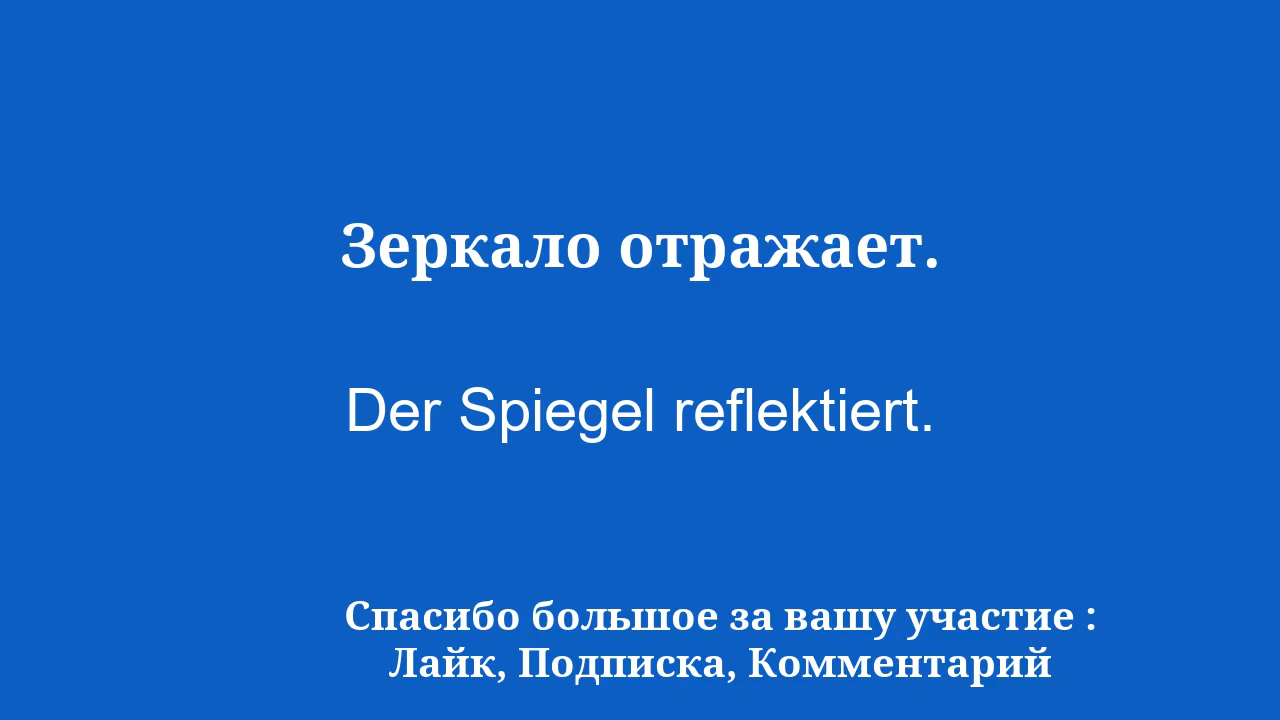 Зеркало отражает.
Der Spiegel reflektiert.
Спасибо большое за вашу участие :
Лайк, Подписка, Комментарий